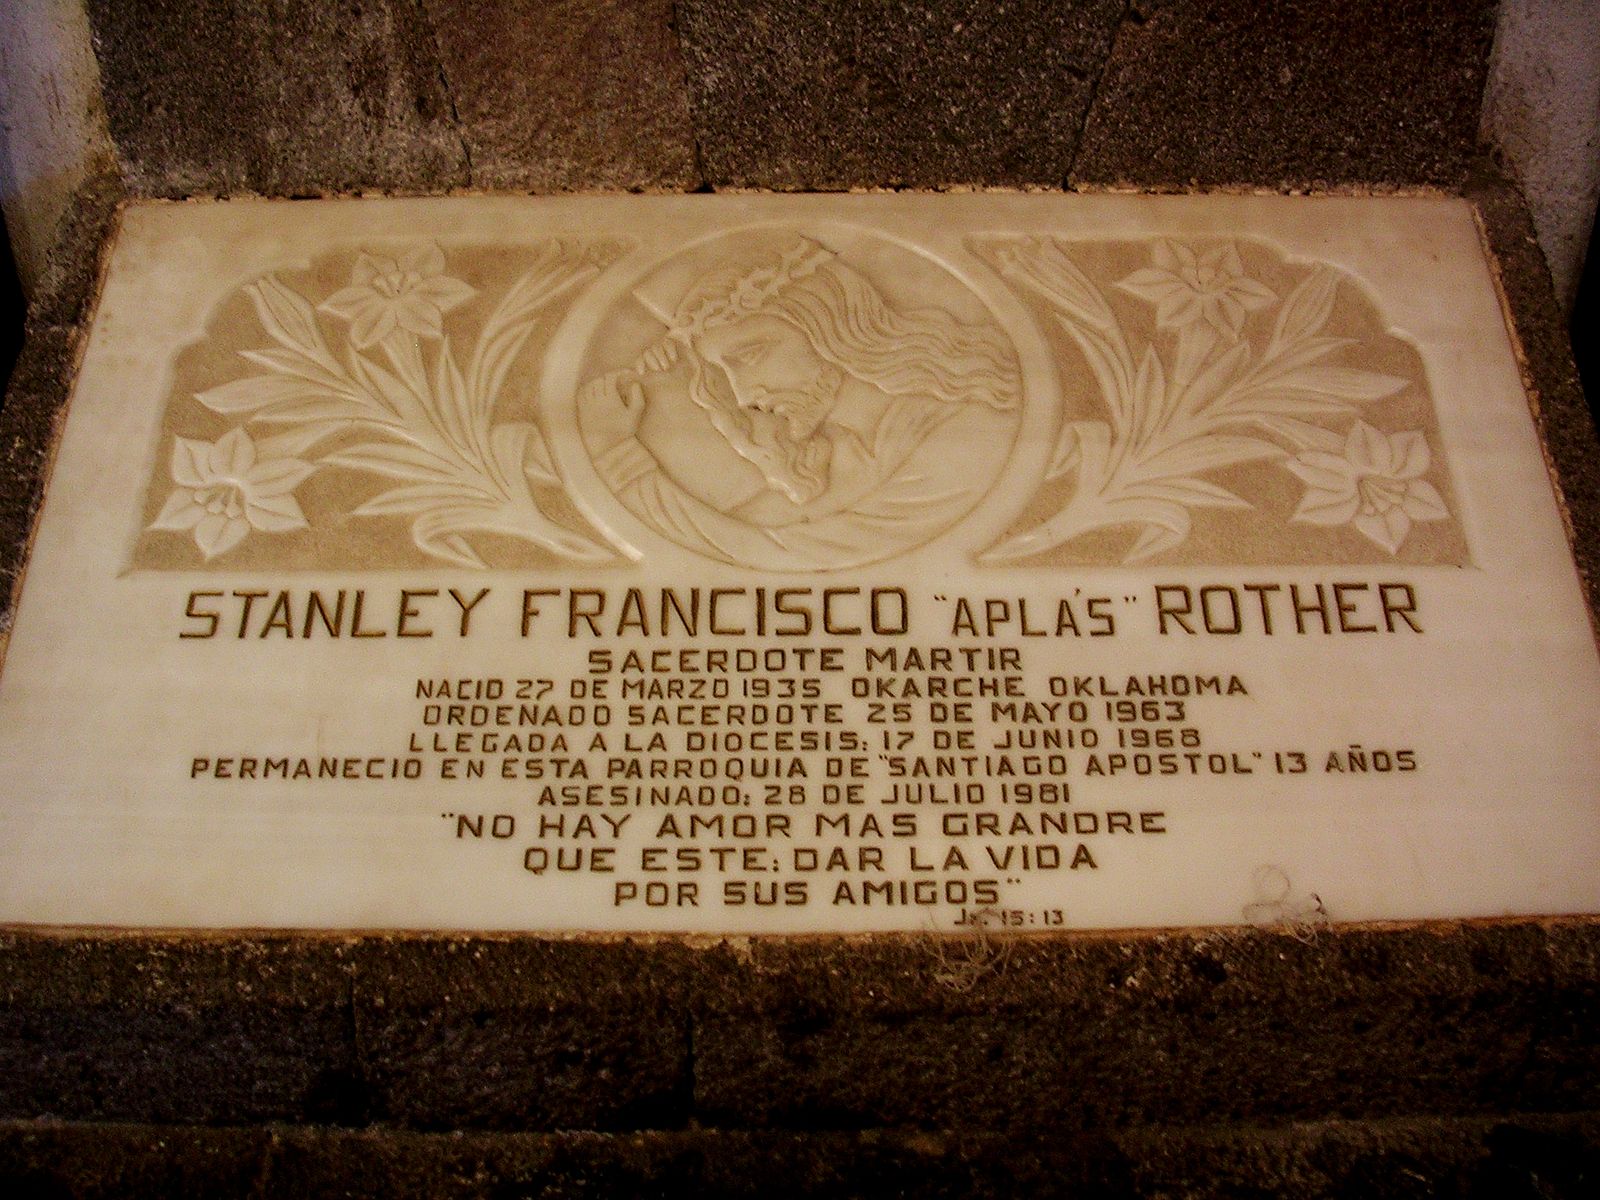 STANLEY FRANCISCO "APLÁ'S" ROTHER
SACERDOTE MARTIR
NACIO 27 DE MARZO 1935 OKARCHE OKLAHOMA
ORDENADO SACERDOTE 25 DE MAYO 1963
LLEGADA A LA DIOCESIS: 17 DE JUNIO 1968
PERMANECIO EN ESTA PARROQUIA DE "SANTIAGO APOSTOL" 13 AÑOS
ASESINADO: 28 DE JULIO 1981
"NO HAY AMOR MAS GRANDRE
QUE ESTE: DAR LA VIDA
POR SUS AMIGOS"
15:13